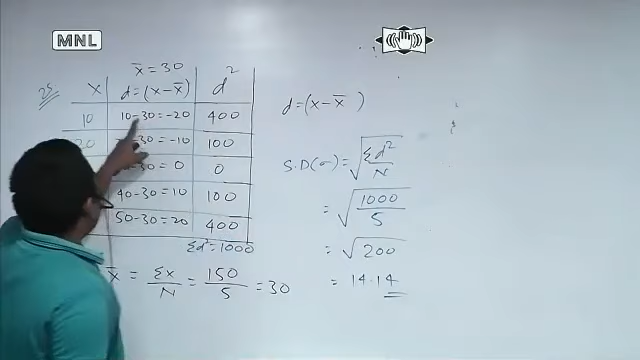 MNL
x̄ = 30
25
x d = (x - x̄) d²
10 10-30 = -20 400
20 -30 = -10 100
-30 = 0 0
40-30 = 10 100
50-30 = 20 400
Σd² = 1000
x̄ = Σx/N = 150/5 = 30
d = (x - x̄ )
S.D(σ) = √Σd²/N
= √1000/5
= √200
= 14.14